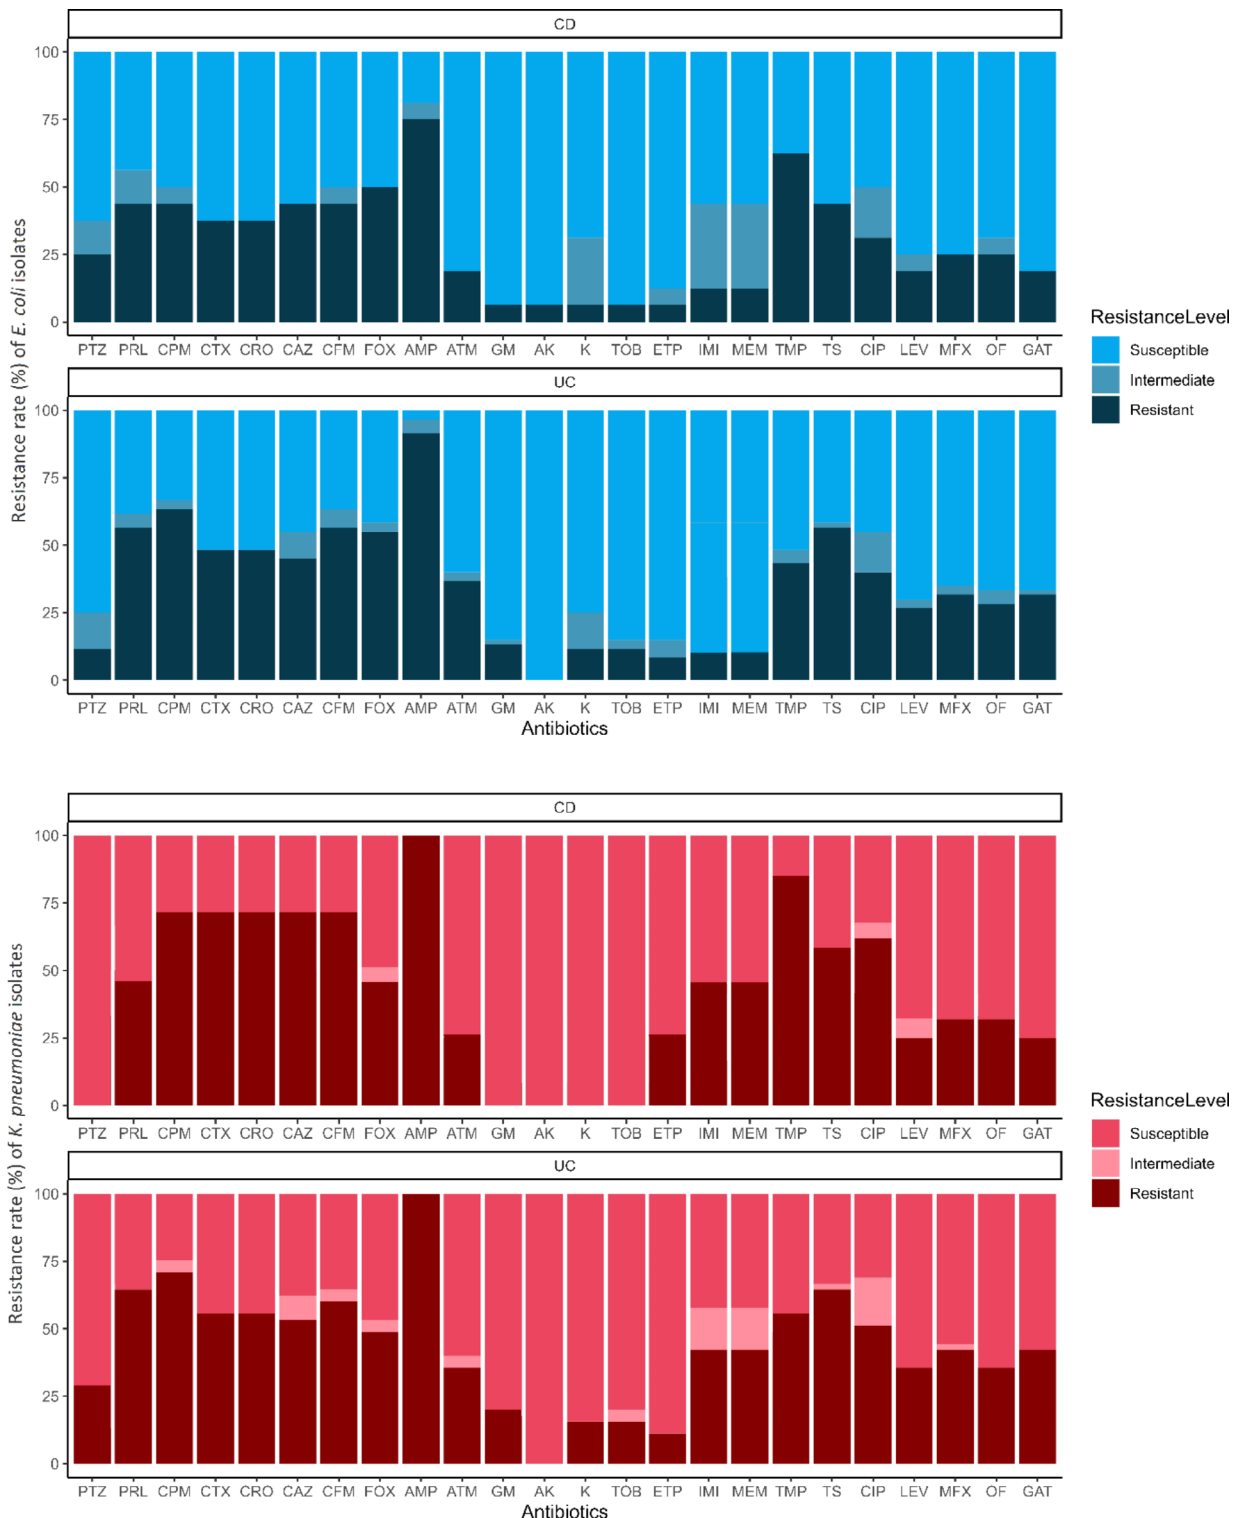 CD
Resistance rate (%) of E. coli isolates
100
75
50
25
0
PTZ PRL CPM CTX CRO CAZ CFM FOX AMP ATM GM AK K TOB ETP IMI MEM TMP TS CIP LEV MFX OF GAT
UC
100
75
50
25
0
PTZ PRL CPM CTX CRO CAZ CFM FOX AMP ATM GM AK K TOB ETP IMI MEM TMP TS CIP LEV MFX OF GAT
Antibiotics
ResistanceLevel
Susceptible
Intermediate
Resistant
CD
Resistance rate (%) of K. pneumoniae isolates
100
75
50
25
0
PTZ PRL CPM CTX CRO CAZ CFM FOX AMP ATM GM AK K TOB ETP IMI MEM TMP TS CIP LEV MFX OF GAT
UC
100
75
50
25
0
PTZ PRL CPM CTX CRO CAZ CFM FOX AMP ATM GM AK K TOB ETP IMI MEM TMP TS CIP LEV MFX OF GAT
Antibiotics
ResistanceLevel
Susceptible
Intermediate
Resistant